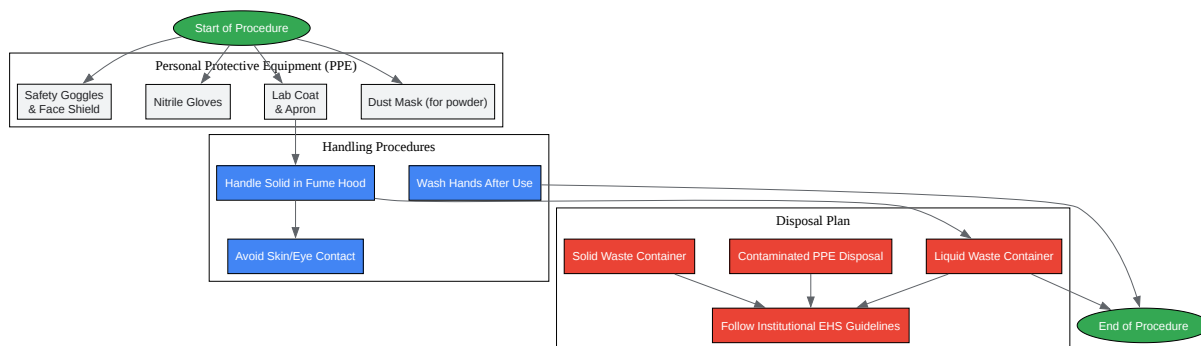 Start of Procedure
Personal Protective Equipment (PPE)
Safety Goggles
& Face Shield
Nitrile Gloves
Lab Coat
& Apron
Dust Mask (for powder)
Handling Procedures
Handle Solid in Fume Hood
Wash Hands After Use
Avoid Skin/Eye Contact
Disposal Plan
Solid Waste Container
Contaminated PPE Disposal
Liquid Waste Container
Follow Institutional EHS Guidelines
End of Procedure